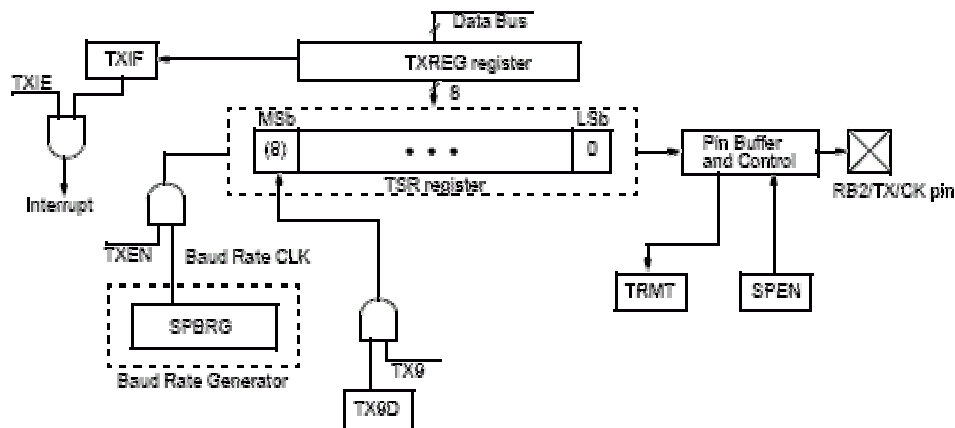 Data Bus
TXIF
TXREG register
TXIE
8
MSb
LSb
(8)
• • •
0
TSR register
Pin Buffer
and Control
Interrupt
RB2/TX/CK pin
TXEN
Baud Rate CLK
TRMT
SPEN
SPBRG
Baud Rate Generator
TX9
TX9D